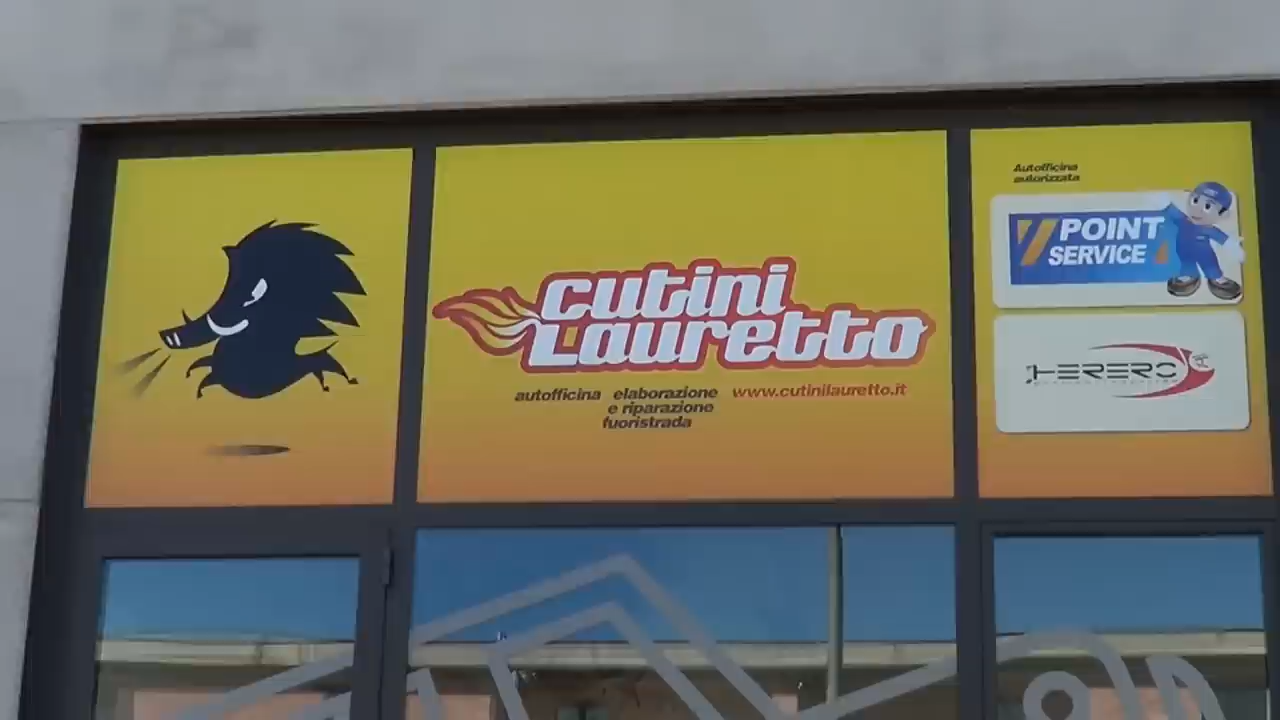 cutini
Lauretto
autofficina elaborazione www.cutinilauretto.it
e riparazione
fuoristrada
Autofficina
autorizzata
POINT
SERVICE
HERERO